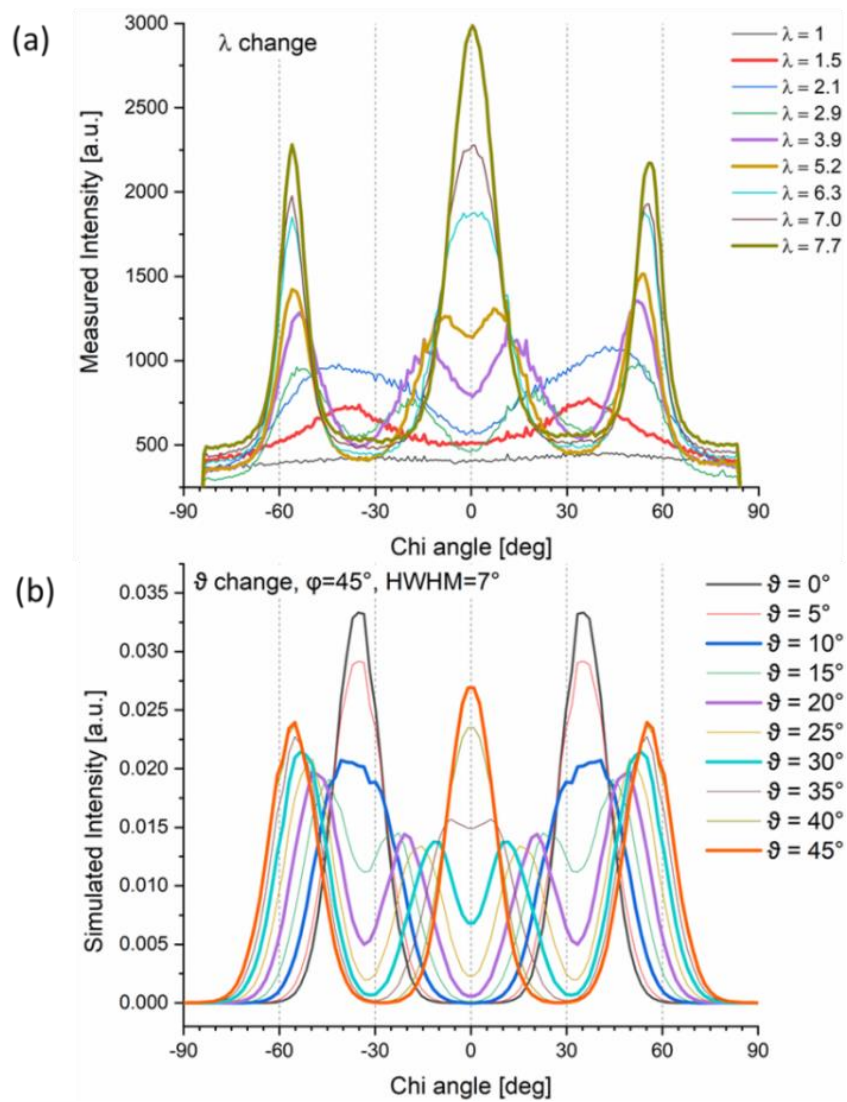 (a)
λ change
3000
2500
2000
1500
1000
500
Measured Intensity [a.u.]
-90 -60 -30 0 30 60 90
Chi angle [deg]
λ = 1
λ = 1.5
λ = 2.1
λ = 2.9
λ = 3.9
λ = 5.2
λ = 6.3
λ = 7.0
λ = 7.7
(b)
ϑ change, φ=45°, HWHM=7°
0.035
0.030
0.025
0.020
0.015
0.010
0.005
0.000
Simulated Intensity [a.u.]
-90 -60 -30 0 30 60 90
Chi angle [deg]
ϑ = 0°
ϑ = 5°
ϑ = 10°
ϑ = 15°
ϑ = 20°
ϑ = 25°
ϑ = 30°
ϑ = 35°
ϑ = 40°
ϑ = 45°